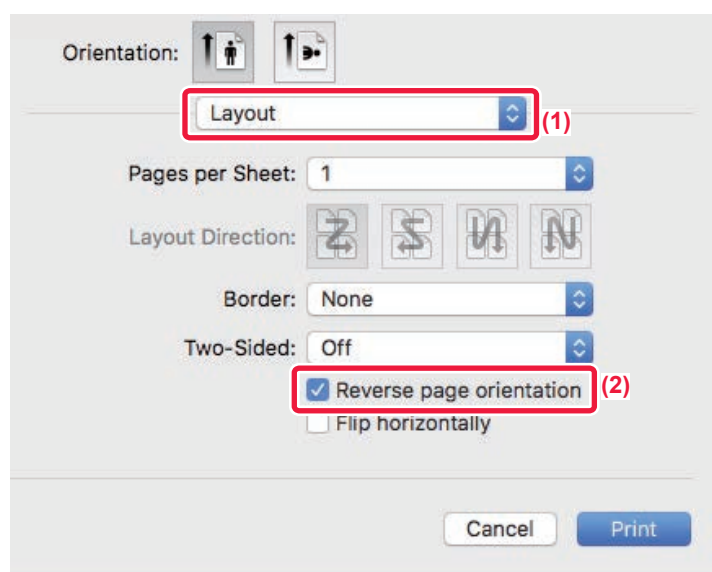 Orientation:
Layout
(1)
Pages per Sheet: 1
Layout Direction:
Border: None
Two-Sided: Off
Reverse page orientation
(2)
Flip horizontally
Cancel Print